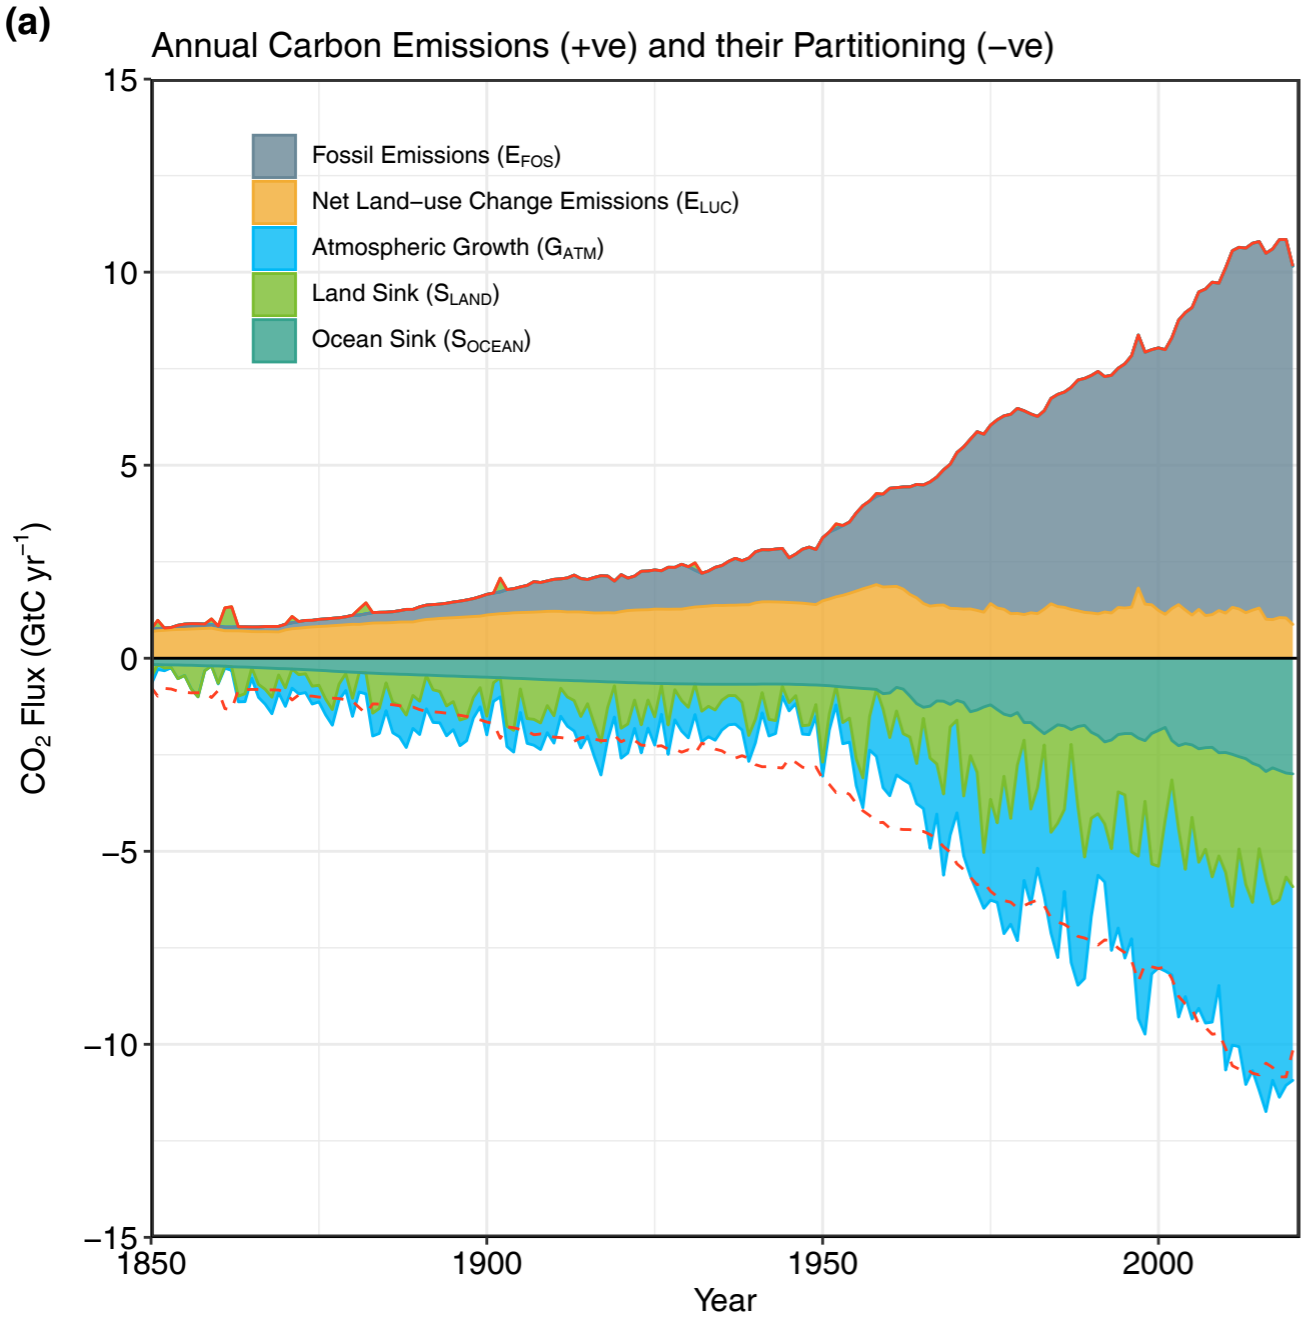 (a)
Annual Carbon Emissions (+ve) and their Partitioning (−ve)
15
Fossil Emissions (EFOS)
Net Land−use Change Emissions (ELUC)
Atmospheric Growth (GATM)
Land Sink (SLAND)
Ocean Sink (SOCEAN)
10
5
0
−5
−10
−15
CO2 Flux (GtC yr−1)
1850 1900 1950 2000
Year